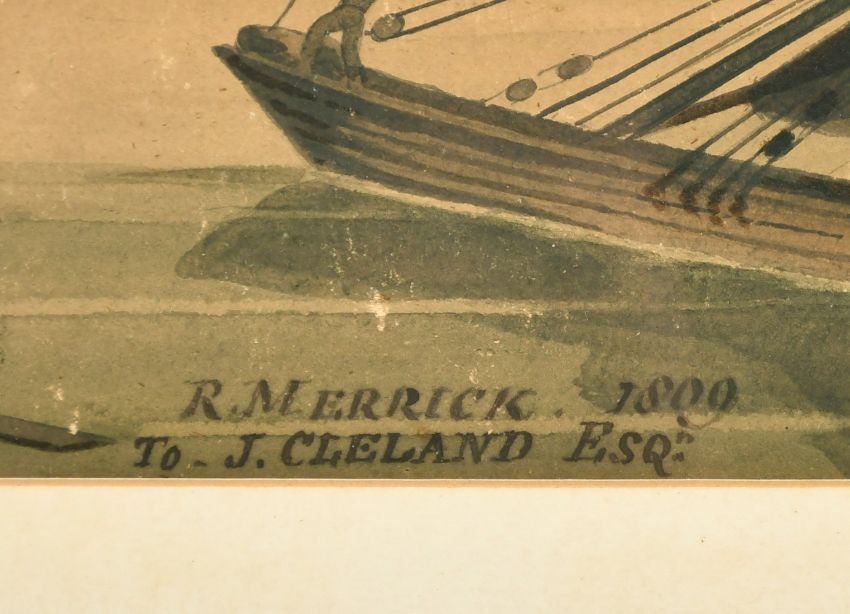 R. MERRICK. 1809
To - J. CLELAND ESQR.